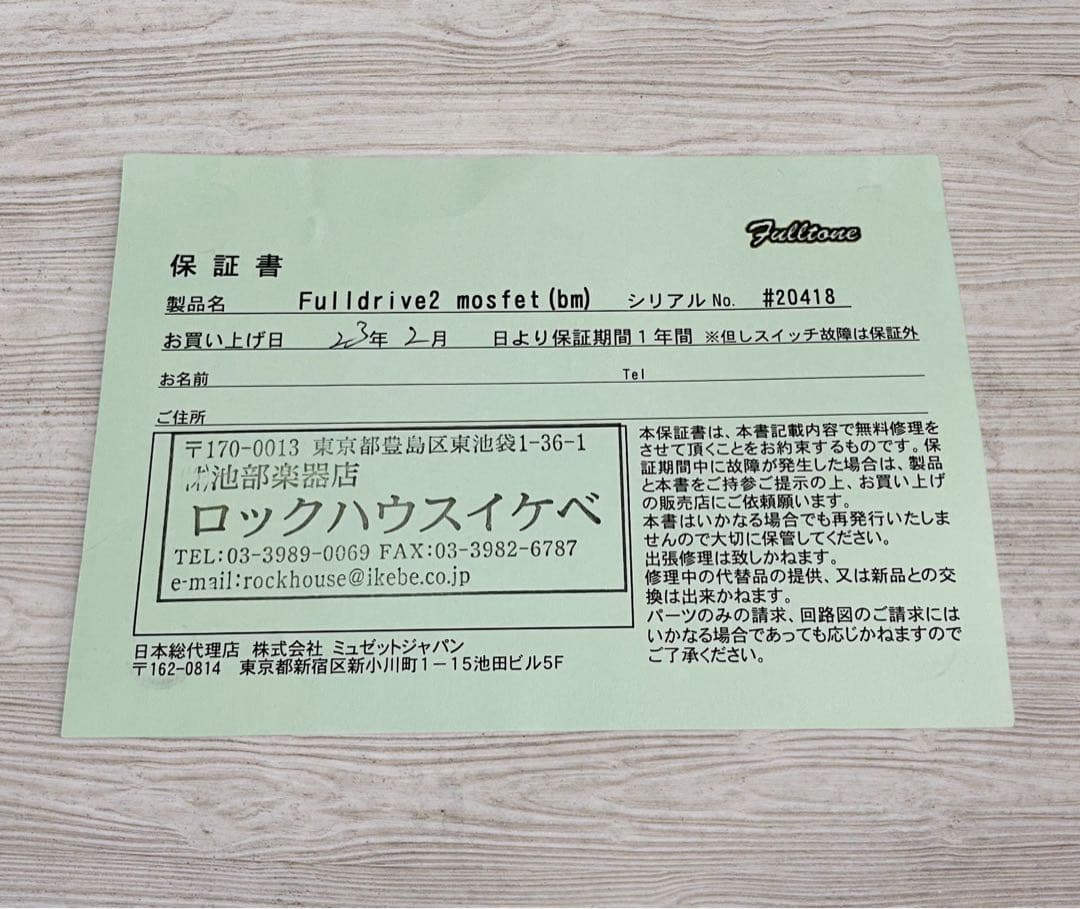 Fulltone
保証書
製品名 Fulldrive2 mosfet(bm) シリアルNo. #20418
お買い上げ日 23年 2月 日より保証期間1年間 ※但しスイッチ故障は保証外
お名前 Tel
ご住所
〒170-0013 東京都豊島区東池袋1-36-1
㈱池部楽器店
ロックハウスイケベ
TEL:03-3989-0069 FAX:03-3982-6787
e-mail:rockhouse@ikebe.co.jp
日本総代理店 株式会社 ミュゼットジャパン
〒162-0814 東京都新宿区新小川町1-15池田ビル5F
本保証書は、本書記載内容で無料修理を
させて頂くことをお約束するものです。保
証期間中に故障が発生した場合は、製品
と本書をご持参ご提示の上、お買い上げ
の販売店にご依頼願います。
本書はいかなる場合でも再発行いたしま
せんので大切に保管してください。
出張修理は致しかねます。
修理中の代替品の提供、又は新品との交
換は出来かねます。
パーツのみの請求、回路図のご請求には
いかなる場合であっても応じかねますので
ご了承ください。